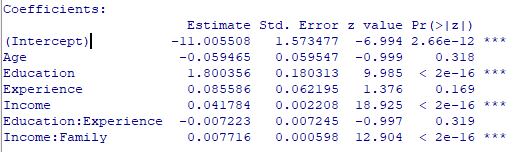 Coefficients:
Estimate Std. Error z value Pr(>|z|)
(Intercept) -11.005508 1.573477 -6.994 2.66e-12 ***
Age -0.059465 0.059547 -0.999 0.318
Education 1.800356 0.180313 9.985 < 2e-16 ***
Experience 0.085586 0.062195 1.376 0.169
Income 0.041784 0.002208 18.925 < 2e-16 ***
Education:Experience -0.007223 0.007245 -0.997 0.319
Income:Family 0.007716 0.000598 12.904 < 2e-16 ***